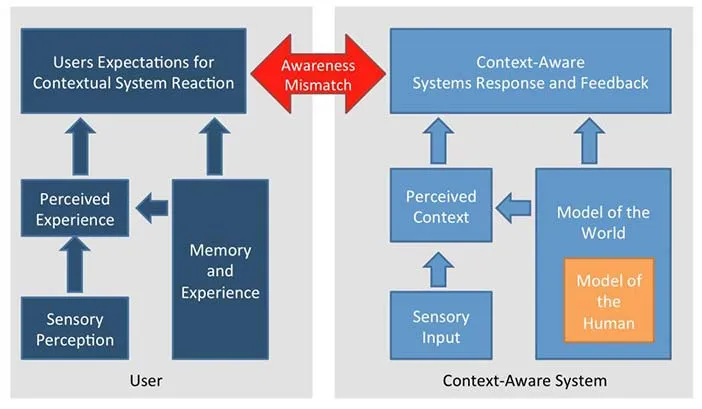 Users Expectations for
Contextual System Reaction
Awareness
Mismatch
Context-Aware
Systems Response and Feedback
Perceived
Experience
Memory
and
Experience
Sensory
Perception
User
Perceived
Context
Model of the
World
Model of
the
Human
Sensory
Input
Context-Aware System